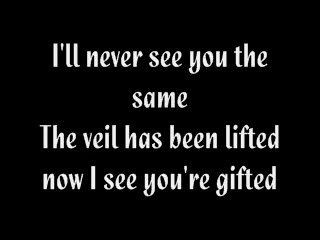 I'll never see you the
same
The veil has been lifted
now I see you're gifted